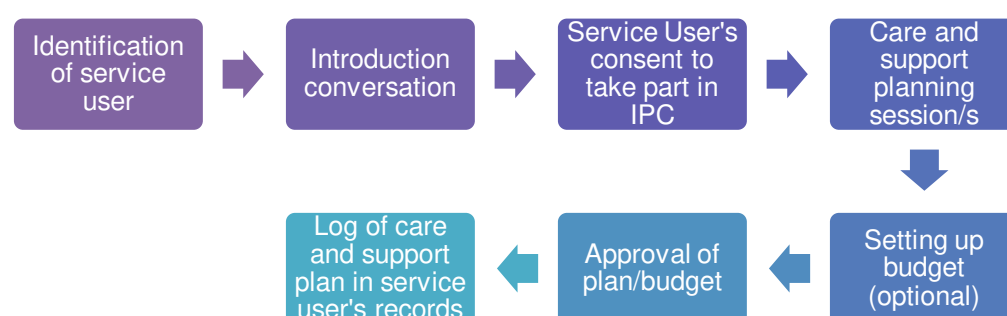 Identification
of service
user
Introduction
conversation
Service User's
consent to
take part in
IPC
Care and
support
planning
session/s
Setting up
budget
(optional)
Approval of
plan/budget
Log of care
and support
plan in service
user's records